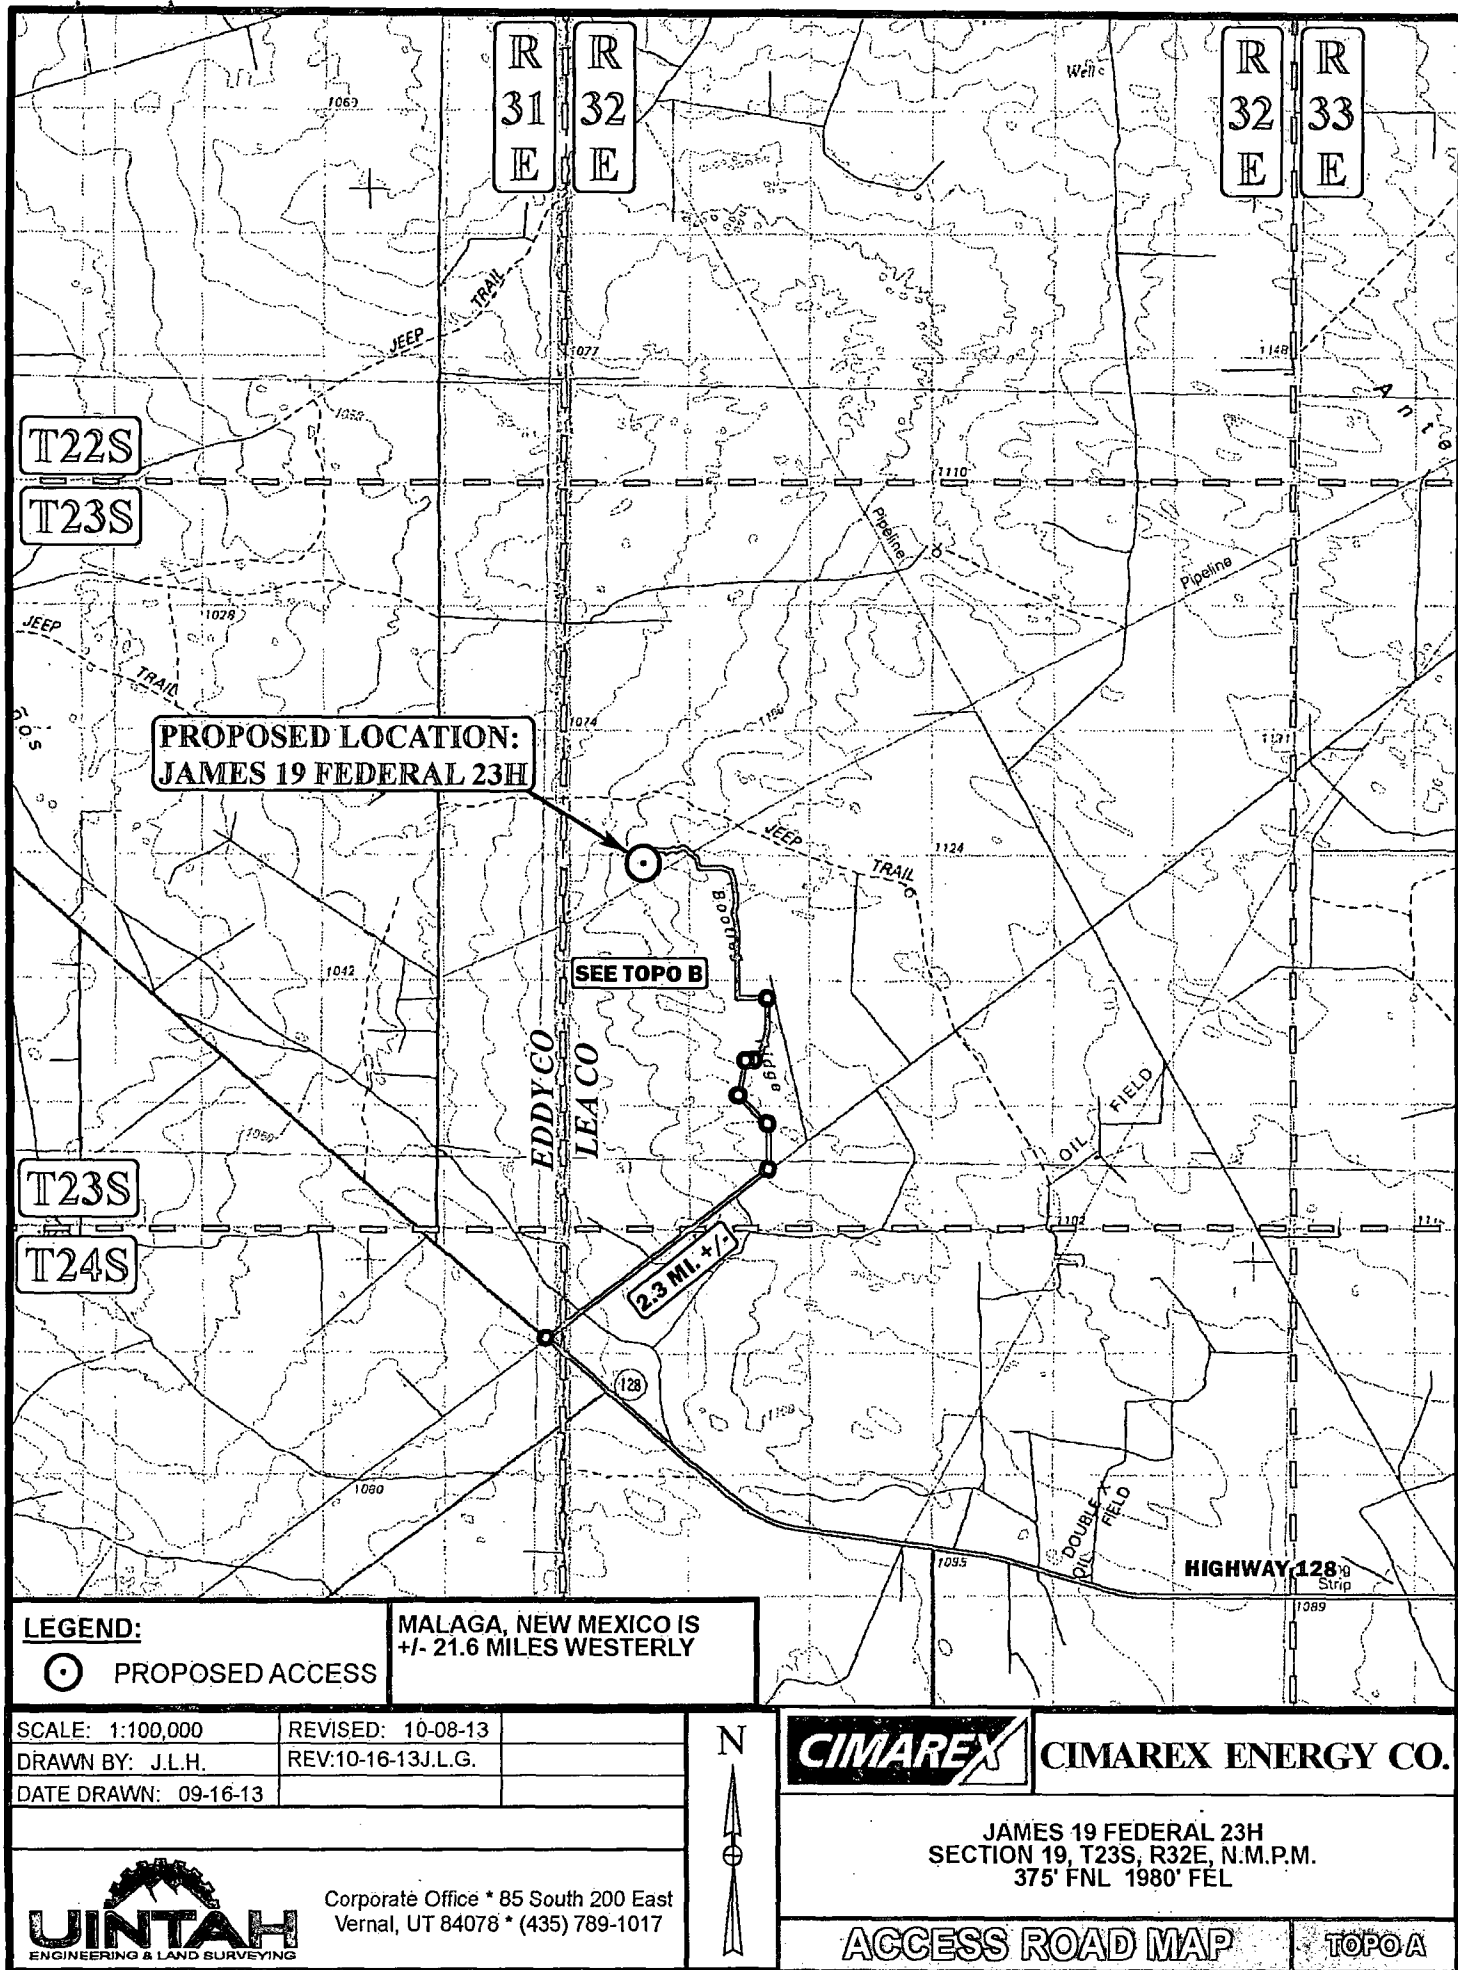 R
31
E
R
32
E
R
32
E
R
33
E
Well
1069
TRAIL
JEEP
1077
1148
Ante
T22S
T23S
1110
Pipeline
Pipeline
1028
JEEP
TRAIL
1074
1131
PROPOSED LOCATION:
JAMES 19 FEDERAL 23H
JEEP
TRAIL
1124
1042
SEE TOPO B
EDDY CO
LEA CO
OIL FIELD
T23S
T24S
1102
2.3 MI. +/-
128
1080
DOUBLE X
OIL FIELD
1095
HIGHWAY 128
Strip
1089
LEGEND:
PROPOSED ACCESS
MALAGA, NEW MEXICO IS
+/- 21.6 MILES WESTERLY
SCALE: 1:100,000
REVISED: 10-08-13
DRAWN BY: J.L.H.
REV:10-16-13J.L.G.
DATE DRAWN: 09-16-13
N
CIMAREX
CIMAREX ENERGY CO.
JAMES 19 FEDERAL 23H
SECTION 19, T23S, R32E, N.M.P.M.
375' FNL 1980' FEL
UINTAH
ENGINEERING & LAND SURVEYING
Corporate Office * 85 South 200 East
Vernal, UT 84078 * (435) 789-1017
ACCESS ROAD MAP
TOPO A